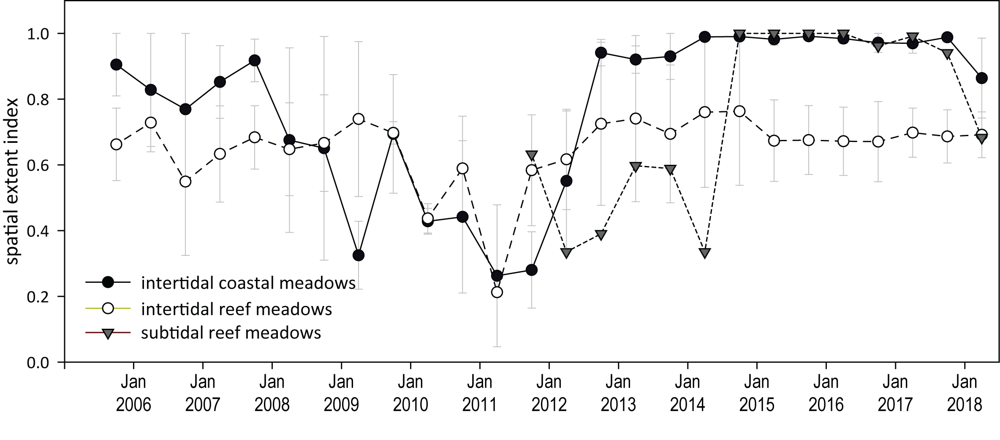 spatial extent index
1.0
0.8
0.6
0.4
0.2
0.0
intertidal coastal meadows
intertidal reef meadows
subtidal reef meadows
Jan Jan Jan Jan Jan Jan Jan Jan Jan Jan Jan Jan Jan
2006 2007 2008 2009 2010 2011 2012 2013 2014 2015 2016 2017 2018